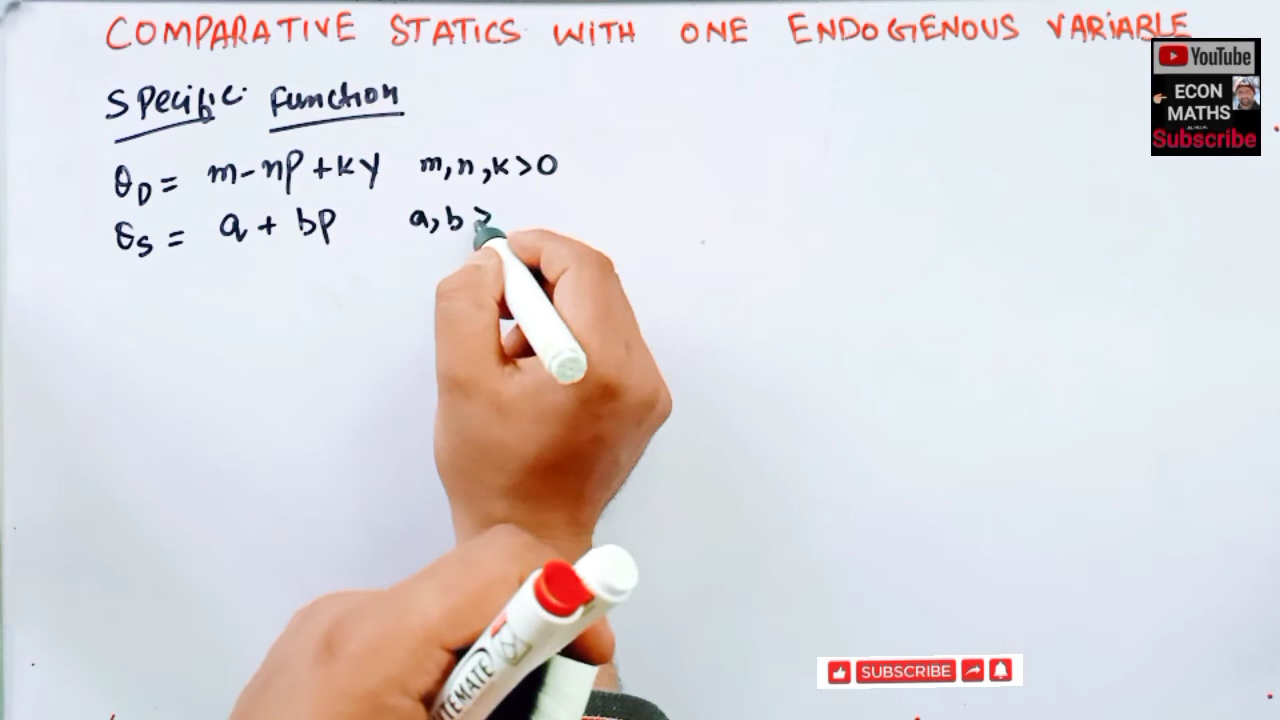 COMPARATIVE STATICS WITH ONE ENDOGENOUS VARIABLE
YouTube
ECON
MATHS
Subscribe
Specific Function
QD = m - np + ky m, n, k > 0
QS = a + bp a, b >
ITEMATE
SUBSCRIBE